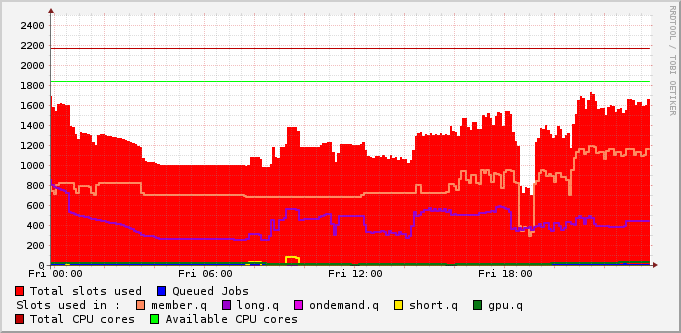 RRDTOOL / TOBI OETIKER
2400
2200
2000
1800
1600
1400
1200
1000
800
600
400
200
0
Fri 00:00 Fri 06:00 Fri 12:00 Fri 18:00
Total slots used Queued Jobs
Slots used in : member.q long.q ondemand.q short.q gpu.q
Total CPU cores Available CPU cores